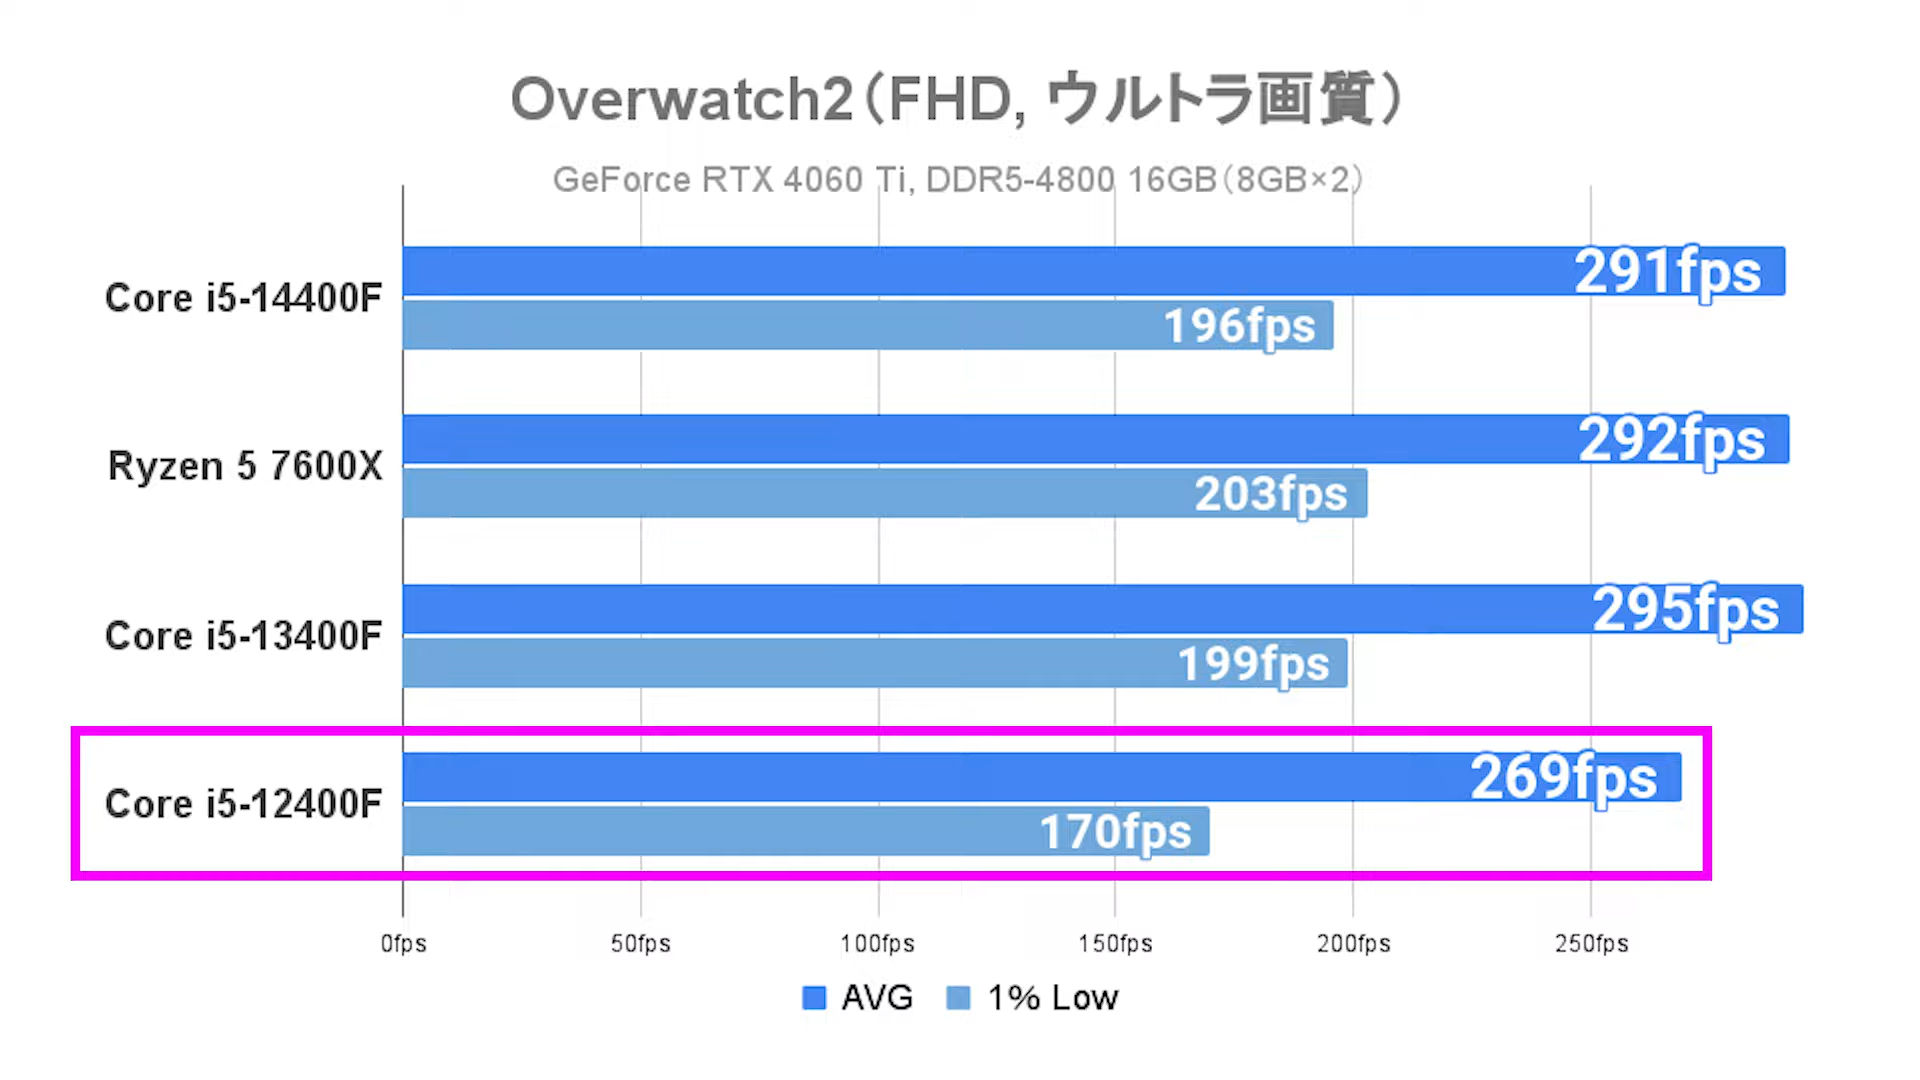 Overwatch2（FHD, ウルトラ画質）
GeForce RTX 4060 Ti, DDR5-4800 16GB（8GB×2）
Core i5-14400F
291fps
196fps
Ryzen 5 7600X
292fps
203fps
Core i5-13400F
295fps
199fps
Core i5-12400F
269fps
170fps
0fps 50fps 100fps 150fps 200fps 250fps
AVG 1% Low